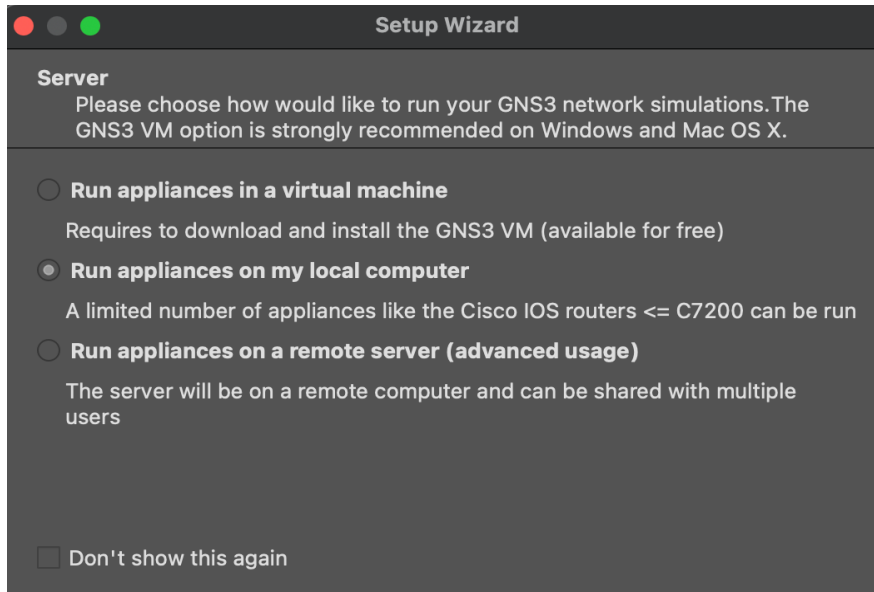 Setup Wizard
Server
Please choose how would like to run your GNS3 network simulations.The
GNS3 VM option is strongly recommended on Windows and Mac OS X.
Run appliances in a virtual machine
Requires to download and install the GNS3 VM (available for free)
Run appliances on my local computer
A limited number of appliances like the Cisco IOS routers <= C7200 can be run
Run appliances on a remote server (advanced usage)
The server will be on a remote computer and can be shared with multiple
users
Don't show this again